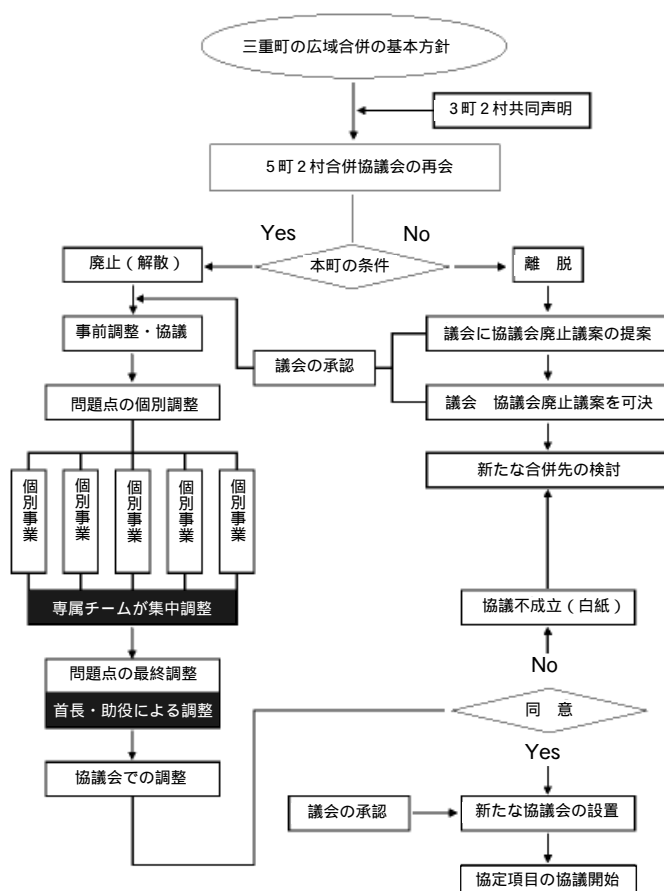 三重町の広域合併の基本方針
3町2村共同声明
5町2村合併協議会の再会
Yes
No
廃止(解散)
本町の条件
離 脱
事前調整・協議
議会の承認
議会に協議会廃止議案の提案
問題点の個別調整
議会 協議会廃止議案を可決
新たな合併先の検討
個別事業
個別事業
個別事業
個別事業
個別事業
専属チームが集中調整
協議不成立(白紙)
問題点の最終調整
No
首長・助役による調整
同 意
Yes
協議会での調整
議会の承認
新たな協議会の設置
協定項目の協議開始